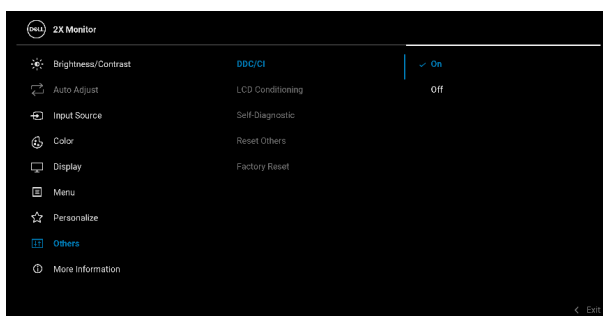 DELL 2X Monitor
Brightness/Contrast DDC/CI ✓ On
Auto Adjust LCD Conditioning Off
Input Source Self-Diagnostic
Color Reset Others
Display Factory Reset
Menu
Personalize
Others
More Information
< Exit